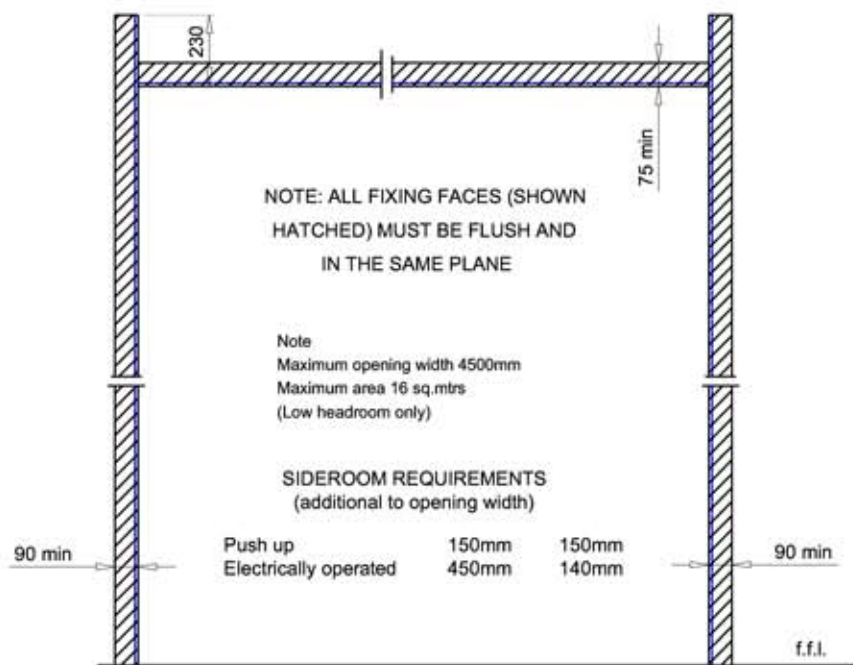 230
75 min
NOTE: ALL FIXING FACES (SHOWN
HATCHED) MUST BE FLUSH AND
IN THE SAME PLANE
Note
Maximum opening width 4500mm
Maximum area 16 sq.mtrs
(Low headroom only)
SIDEROOM REQUIREMENTS
(additional to opening width)
Push up 150mm 150mm
Electrically operated 450mm 140mm
90 min
90 min
f.f.l.